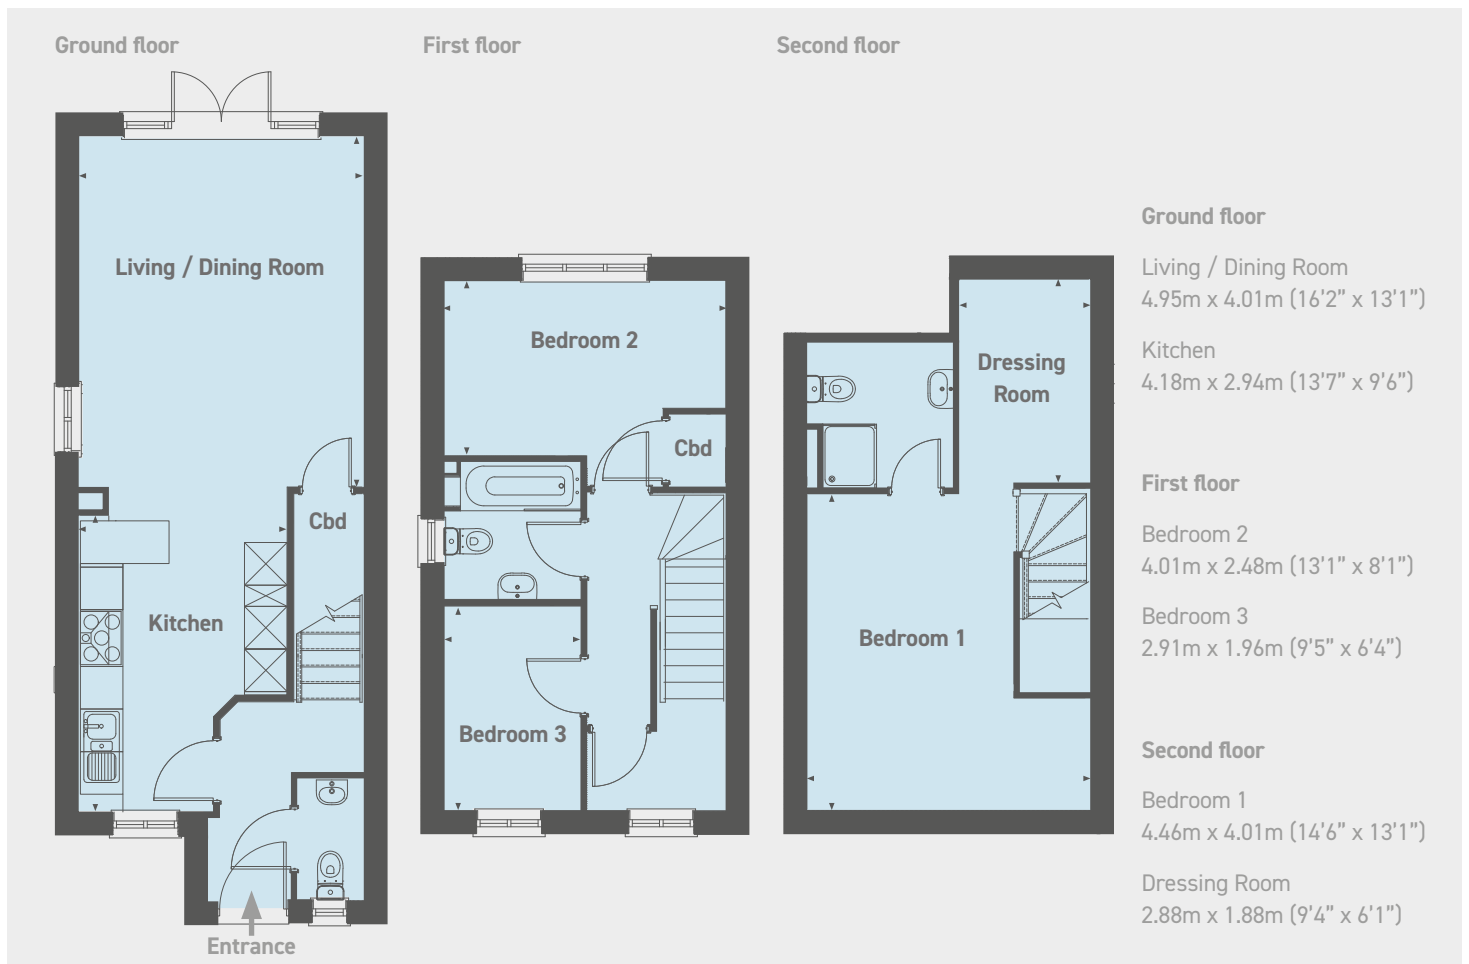 Ground floor
Living / Dining Room
Cbd
Kitchen
Entrance
First floor
Bedroom 2
Cbd
Bedroom 3
Second floor
Dressing
Room
Bedroom 1
Ground floor
Living / Dining Room
4.95m x 4.01m (16’2” x 13’1”)
Kitchen
4.18m x 2.94m (13’7” x 9’6”)
First floor
Bedroom 2
4.01m x 2.48m (13’1” x 8’1”)
Bedroom 3
2.91m x 1.96m (9’5” x 6’4”)
Second floor
Bedroom 1
4.46m x 4.01m (14’6” x 13’1”)
Dressing Room
2.88m x 1.88m (9’4” x 6’1”)